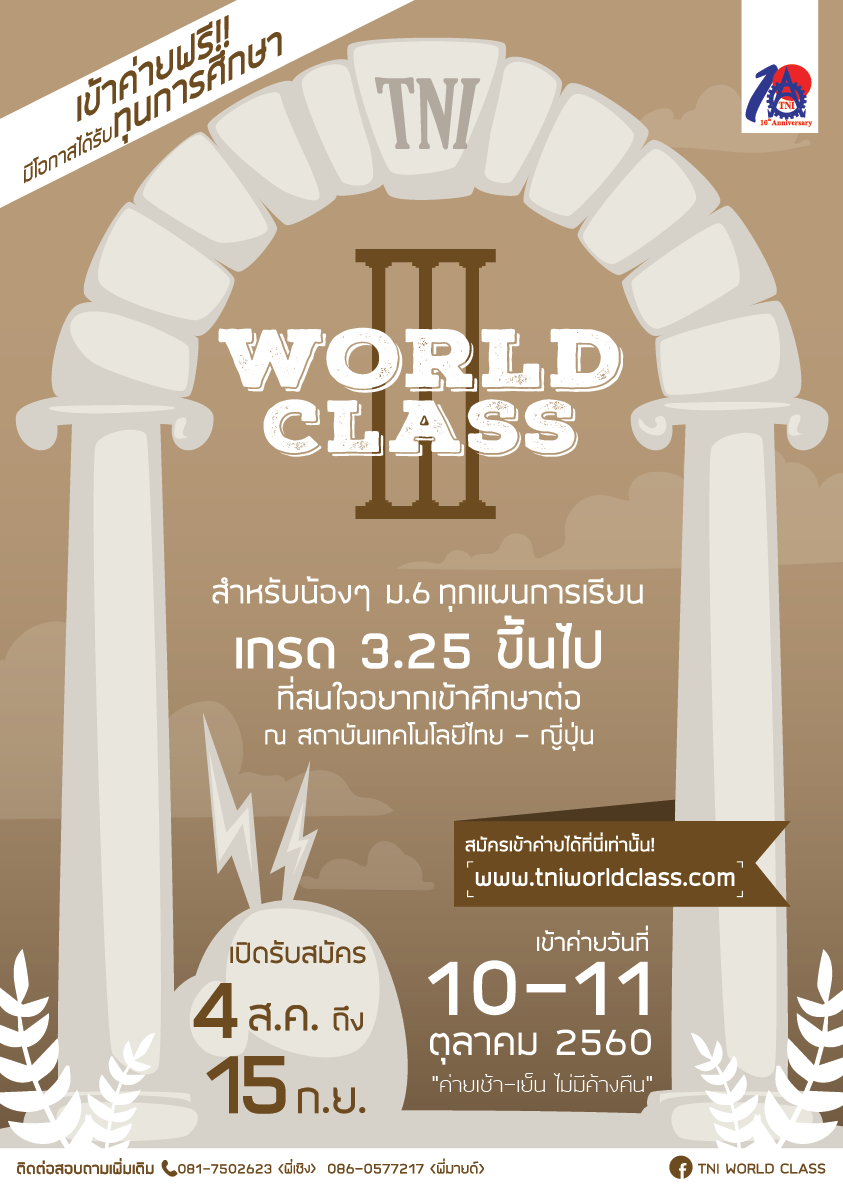 เข้าค่ายฟรี!!
มีโอกาสได้รับทุนการศึกษา
TNI
TNI
10th Anniversary
WORLD
CLASS
สำหรับน้องๆ ม.6 ทุกแผนการเรียน
เกรด 3.25 ขึ้นไป
ที่สนใจอยากเข้าศึกษาต่อ
ณ สถาบันเทคโนโลยีไทย - ญี่ปุ่น
สมัครเข้าค่ายได้ที่นี่เท่านั้น!
www.tniworldclass.com
เปิดรับสมัคร
4 ส.ค. ถึง
15 ก.ย.
เข้าค่ายวันที่
10-11
ตุลาคม 2560
"ค่ายเช้า-เย็น ไม่มีค้างคืน"
ติดต่อสอบถามเพิ่มเติม 081-7502623 <พี่เชิง> 086-0577217 <พี่มายด์>
TNI WORLD CLASS